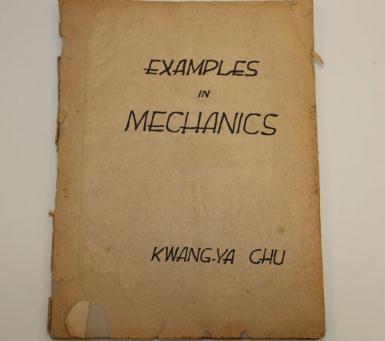 EXAMPLES
IN
MECHANICS
KWANG-YA CHU